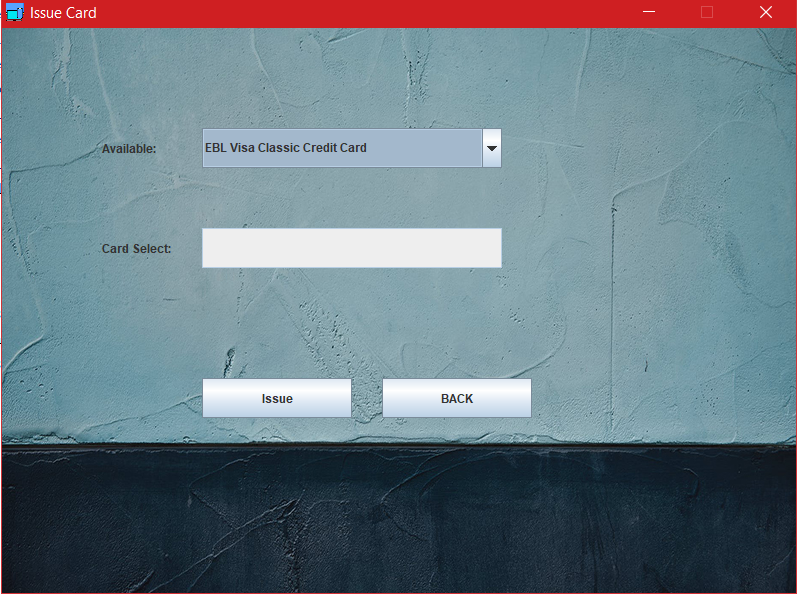 Issue Card
Available:
EBL Visa Classic Credit Card
Card Select:
Issue
BACK